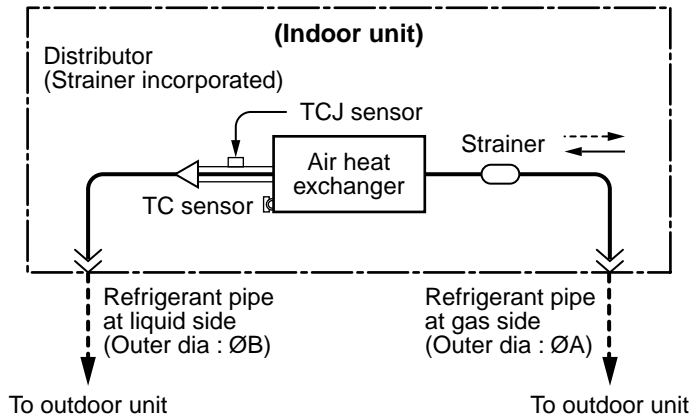 (Indoor unit)
Distributor
(Strainer incorporated)
TCJ sensor
Strainer
Air heat
exchanger
TC sensor
Refrigerant pipe
at liquid side
(Outer dia : ØB)
Refrigerant pipe
at gas side
(Outer dia : ØA)
To outdoor unit
To outdoor unit